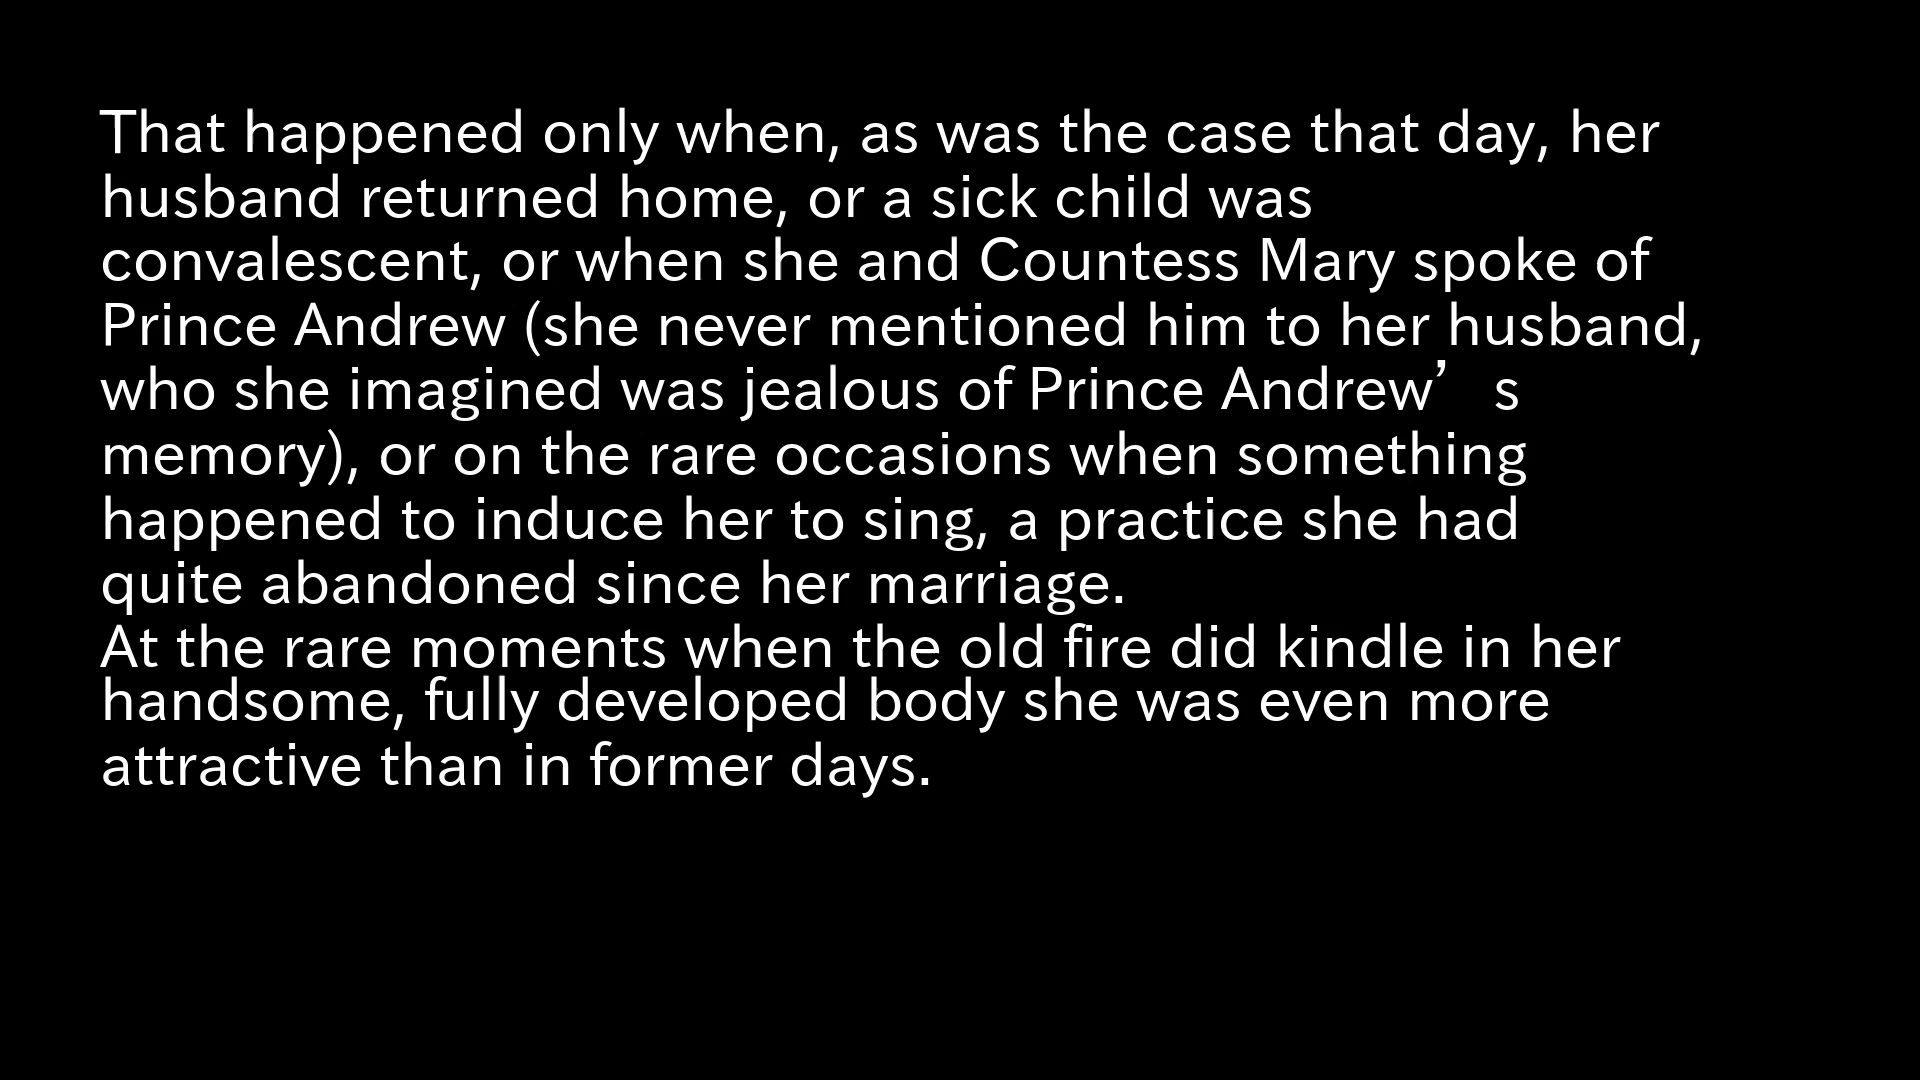 That happened only when, as was the case that day, her
husband returned home, or a sick child was
convalescent, or when she and Countess Mary spoke of
Prince Andrew (she never mentioned him to her husband,
who she imagined was jealous of Prince Andrew’s
memory), or on the rare occasions when something
happened to induce her to sing, a practice she had
quite abandoned since her marriage.
At the rare moments when the old fire did kindle in her
handsome, fully developed body she was even more
attractive than in former days.